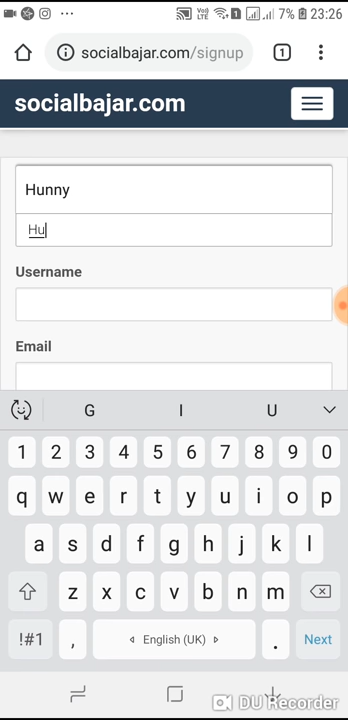 7% 23:26
socialbajar.com/signup 1
socialbajar.com
Hunny
Hu
Username
Email
G I U
1 2 3 4 5 6 7 8 9 0
q w e r t y u i o p
a s d f g h j k l
z x c v b n m
!#1 , English (UK) . Next
DU Recorder